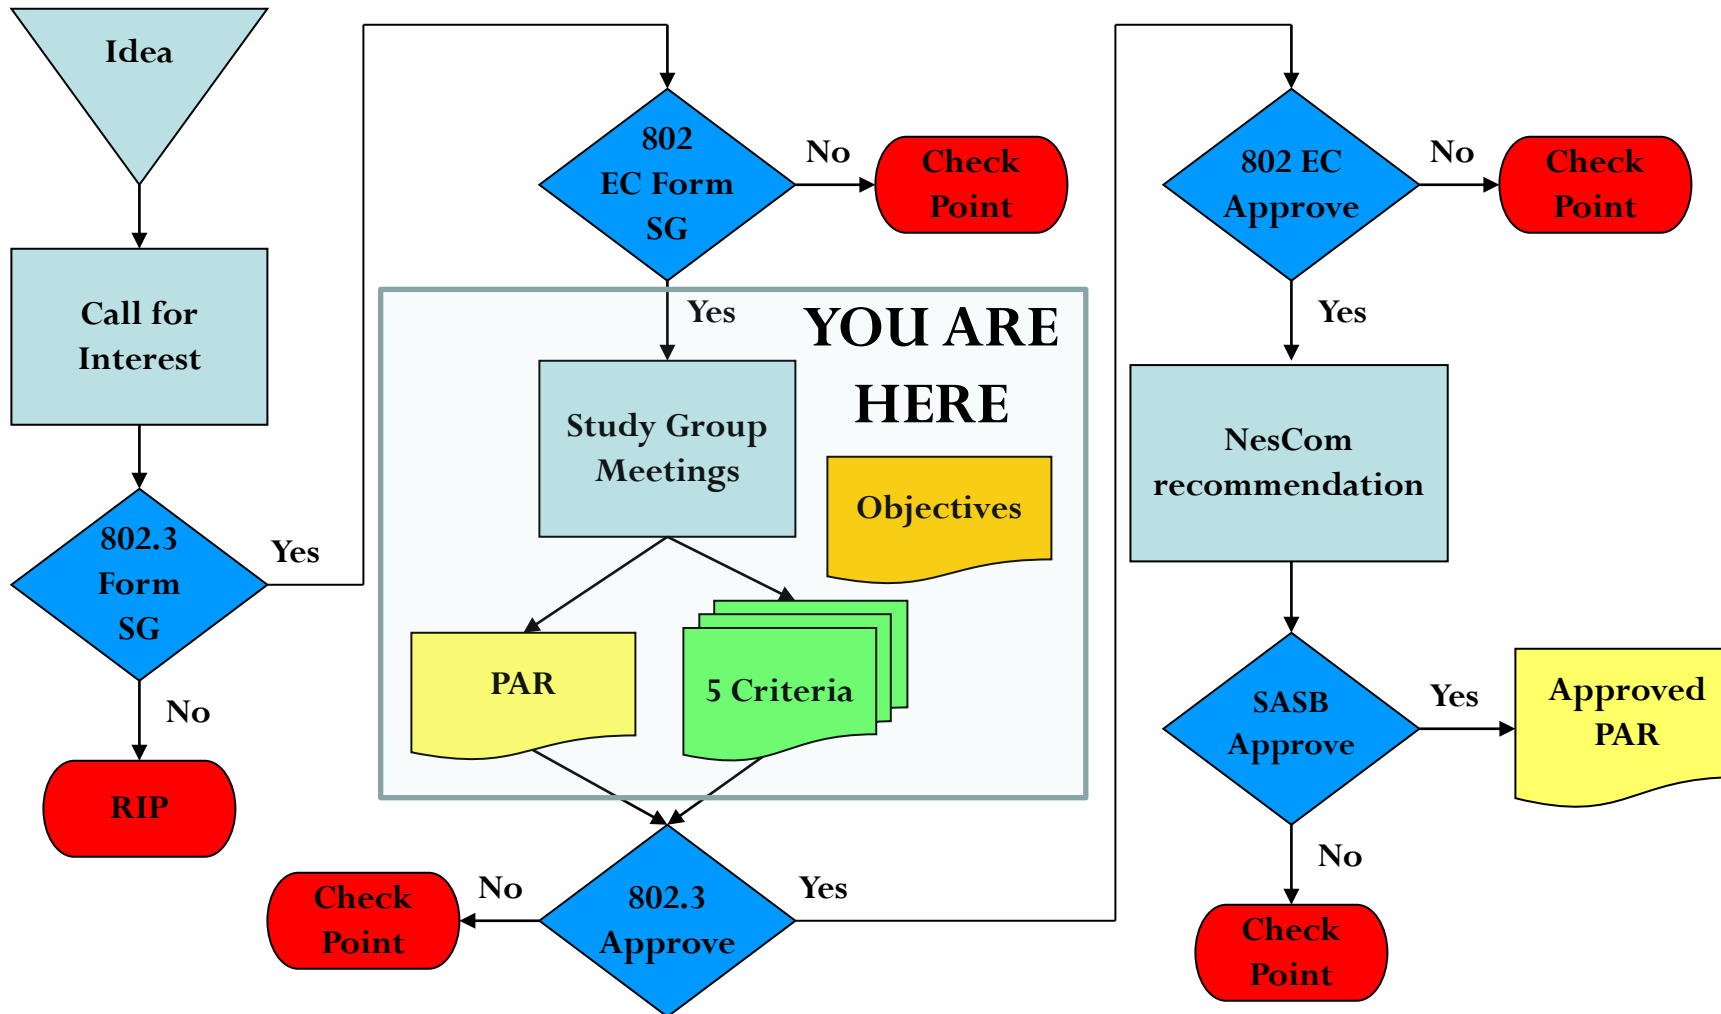 Idea
Call for
Interest
802.3
Form
SG
Yes
No
RIP
802
EC Form
SG
No
Check
Point
Yes
YOU ARE
HERE
Study Group
Meetings
Objectives
PAR
5 Criteria
802.3
Approve
No
Check
Point
Yes
802 EC
Approve
No
Check
Point
Yes
NesCom
recommendation
SASB
Approve
Yes
Approved
PAR
No
Check
Point